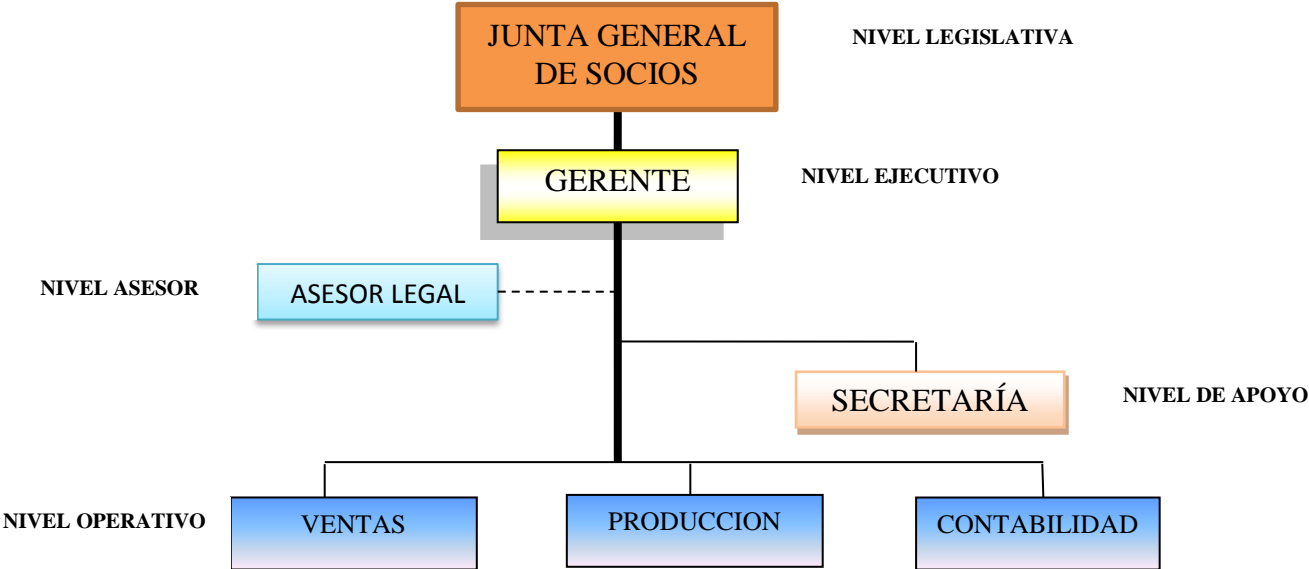 JUNTA GENERAL
DE SOCIOS
NIVEL LEGISLATIVA
GERENTE
NIVEL EJECUTIVO
NIVEL ASESOR
ASESOR LEGAL
SECRETARÍA
NIVEL DE APOYO
NIVEL OPERATIVO
VENTAS
PRODUCCION
CONTABILIDAD